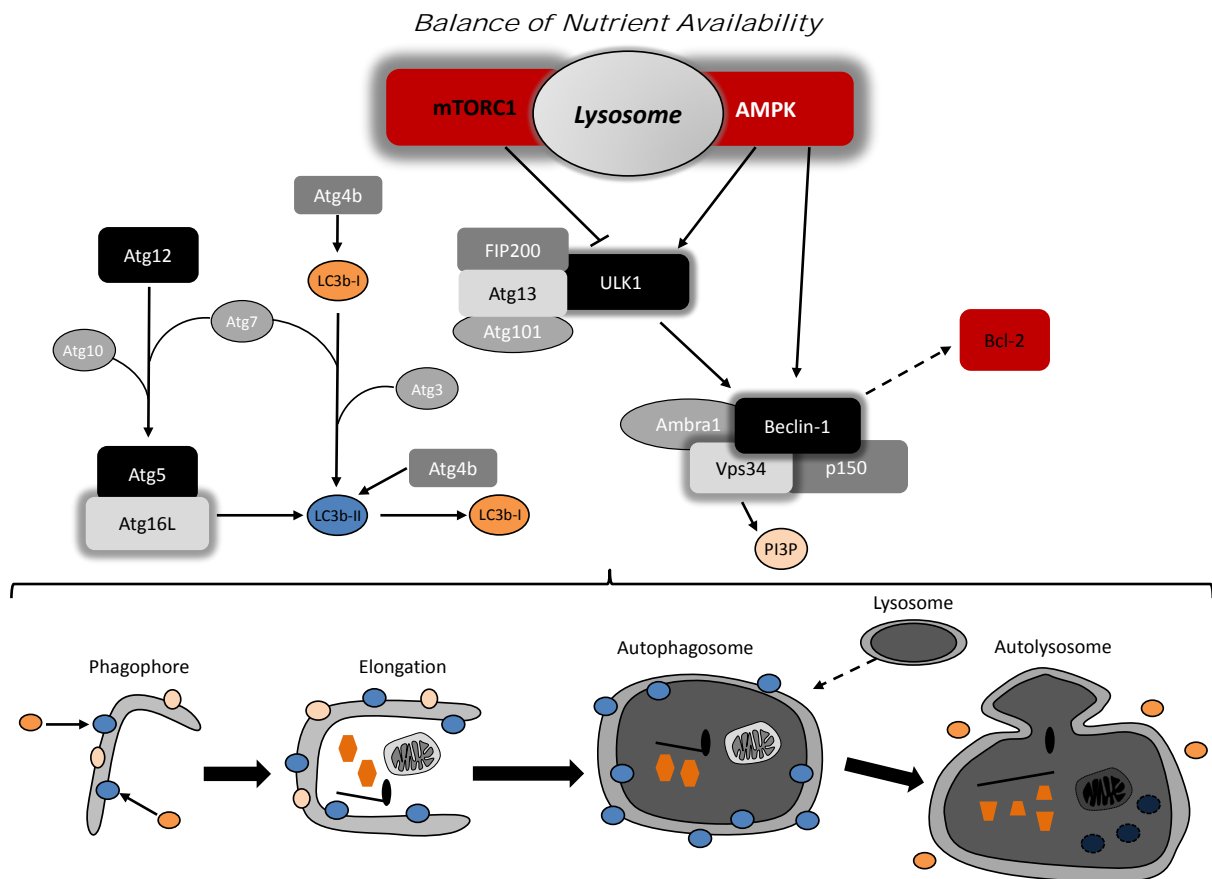 Balance of Nutrient Availability
mTORC1
Lysosome
AMPK
Atg4b
Atg12
LC3b-I
FIP200
ULK1
Atg13
Atg101
Atg7
Atg10
Atg3
Bcl-2
Ambra1
Beclin-1
Vps34
p150
Atg5
Atg4b
Atg16L
LC3b-II
LC3b-I
PI3P
Lysosome
Phagophore
Elongation
Autophagosome
Autolysosome